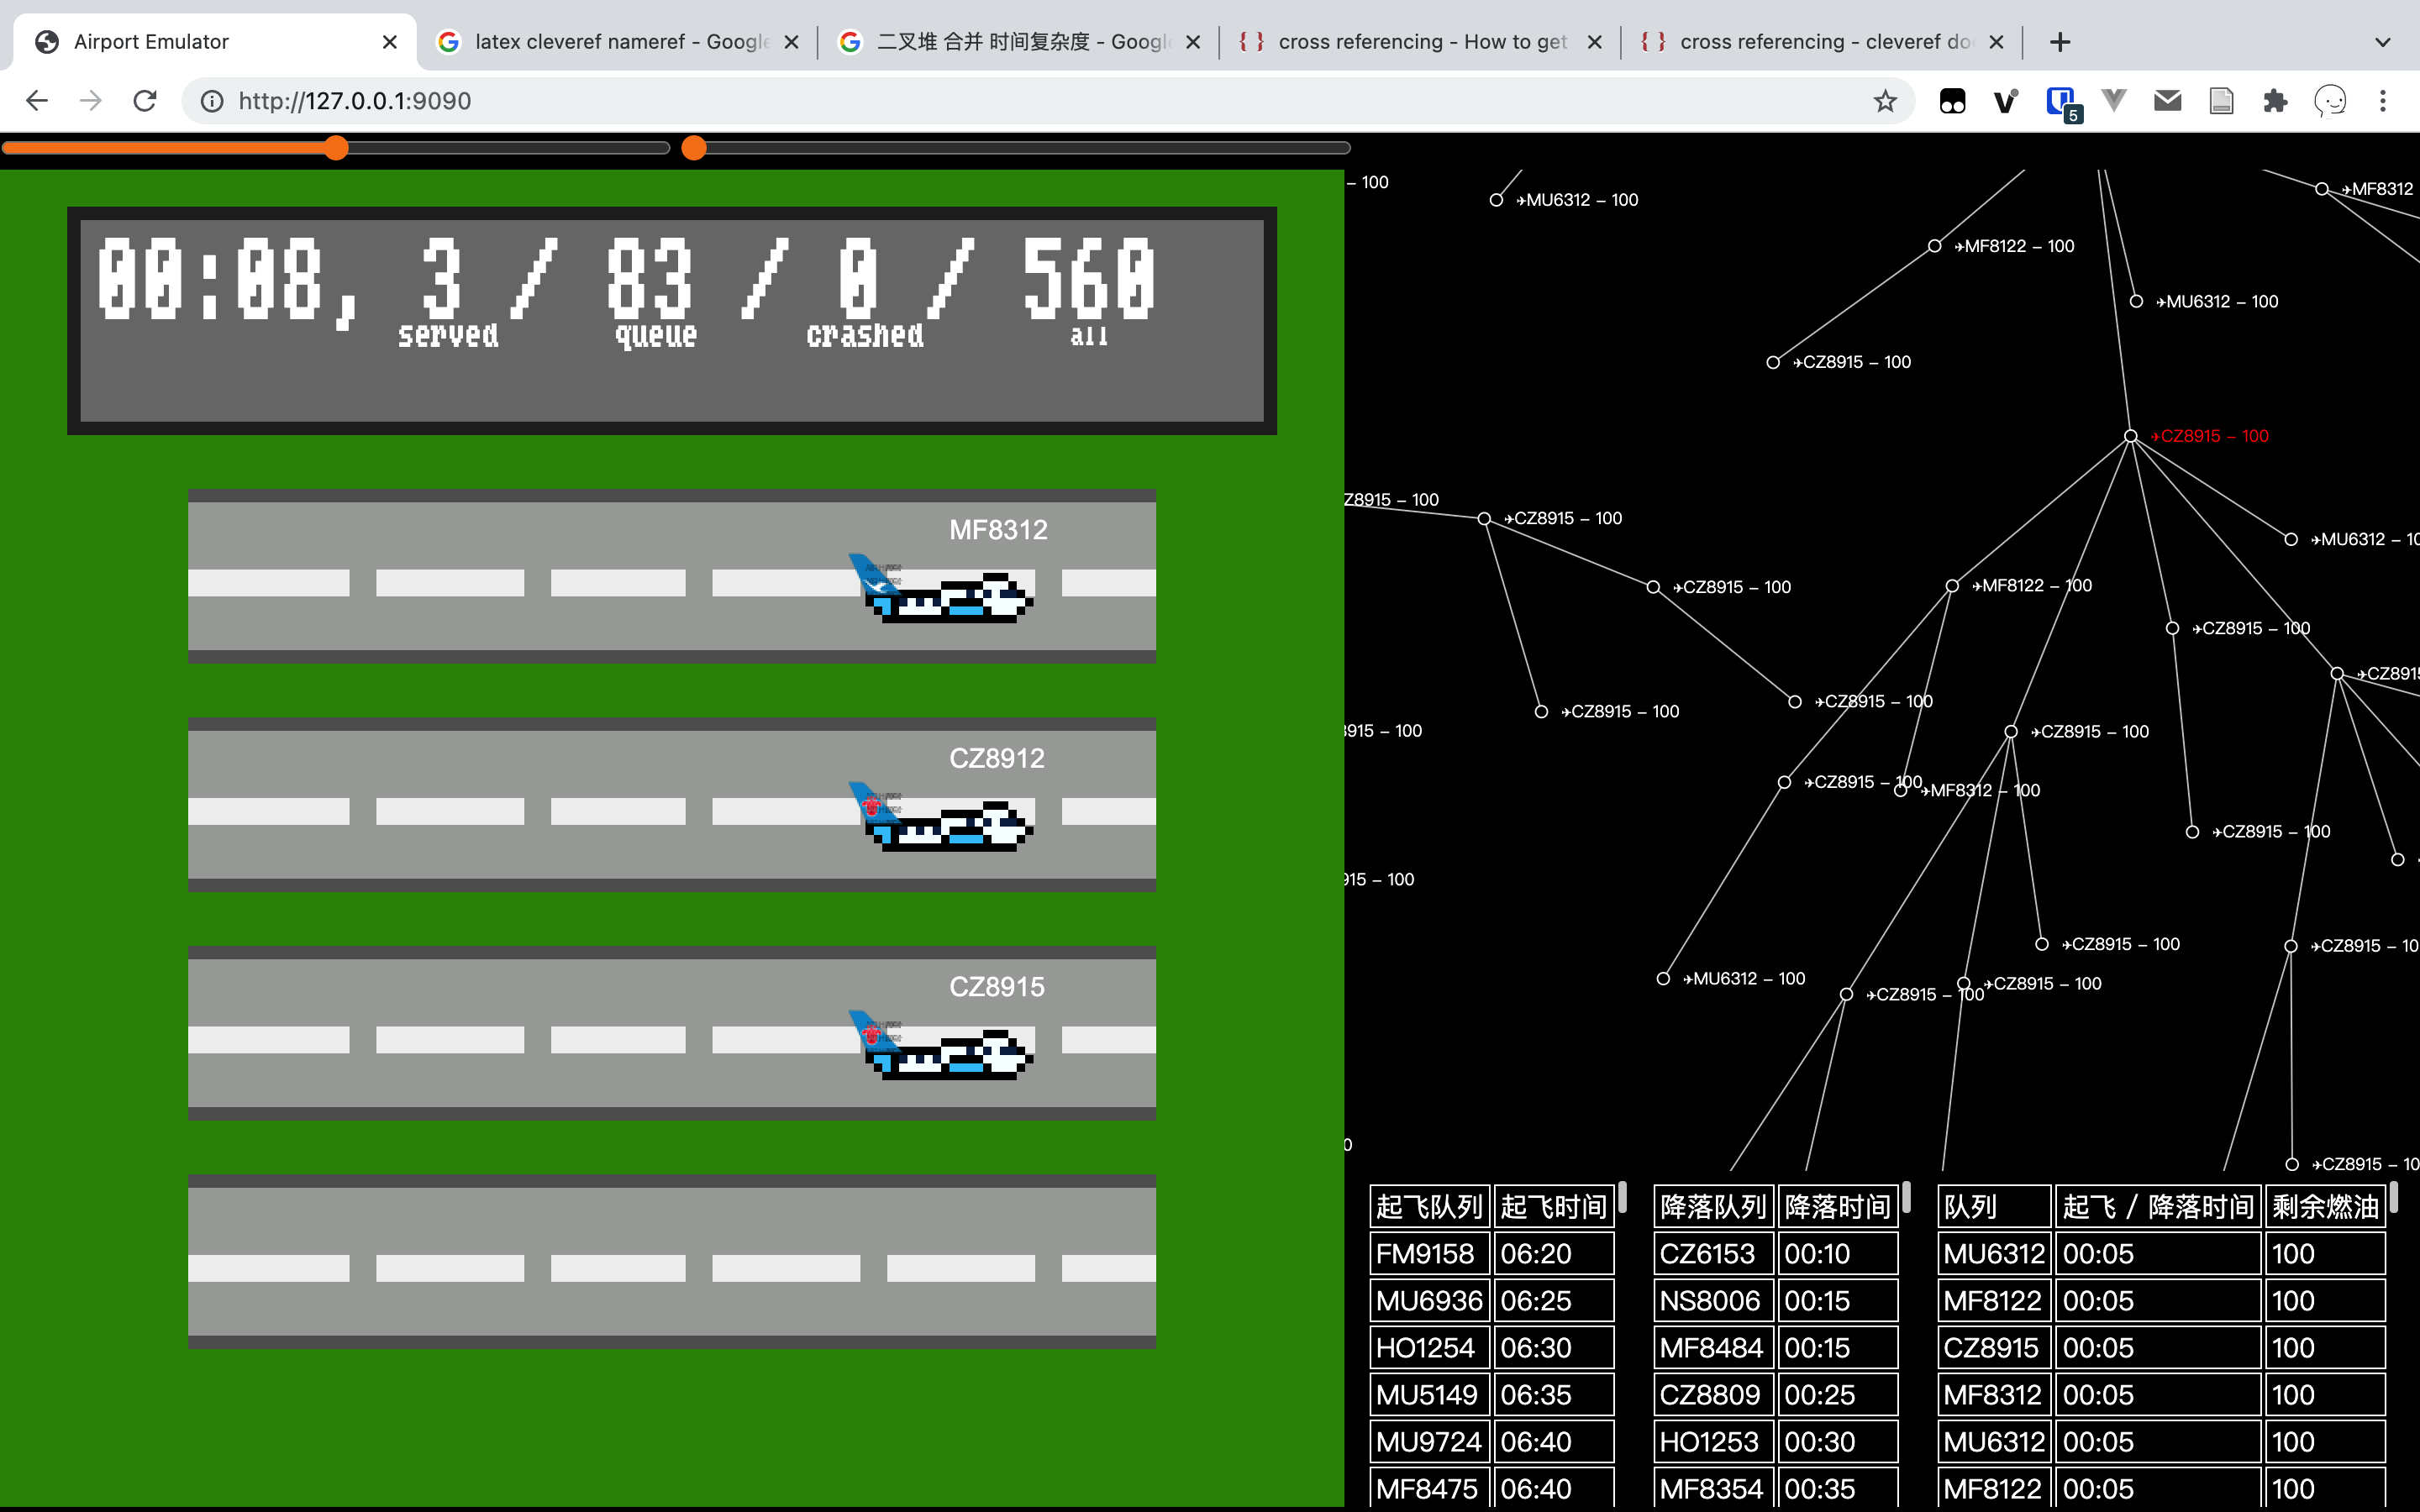 Airport Emulator
latex cleveref nameref - Google
二叉堆 合并 时间复杂度 - Googl
cross referencing - How to get
cross referencing - cleveref do
http://127.0.0.1:9090
5
00:08, 3 / 83 / 0 / 560
served queue crashed all
MF8312
CZ8912
CZ8915
– 100
✈MU6312 – 100
✈MF8312
✈MF8122 – 100
✈MU6312 – 100
✈CZ8915 – 100
✈CZ8915 – 100
Z8915 – 100
✈CZ8915 – 100
✈MU6312 – 10
✈CZ8915 – 100
✈MF8122 – 100
✈CZ8915 – 100
✈CZ891
✈CZ8915 – 100
✈CZ8915 – 100
8915 – 100
✈CZ8915 – 100
✈CZ8915 – 100
✈MF8312 – 100
✈CZ8915 – 100
915 – 100
✈CZ8915 – 100
✈CZ8915 – 10
✈MU6312 – 100
✈CZ8915 – 100
✈CZ8915 – 100
0
✈CZ8915 – 10
起飞队列 起飞时间 降落队列 降落时间 队列 起飞 / 降落时间 剩余燃油
FM9158 06:20 CZ6153 00:10 MU6312 00:05 100
MU6936 06:25 NS8006 00:15 MF8122 00:05 100
HO1254 06:30 MF8484 00:15 CZ8915 00:05 100
MU5149 06:35 CZ8809 00:25 MF8312 00:05 100
MU9724 06:40 HO1253 00:30 MU6312 00:05 100
MF8475 06:40 MF8354 00:35 MF8122 00:05 100